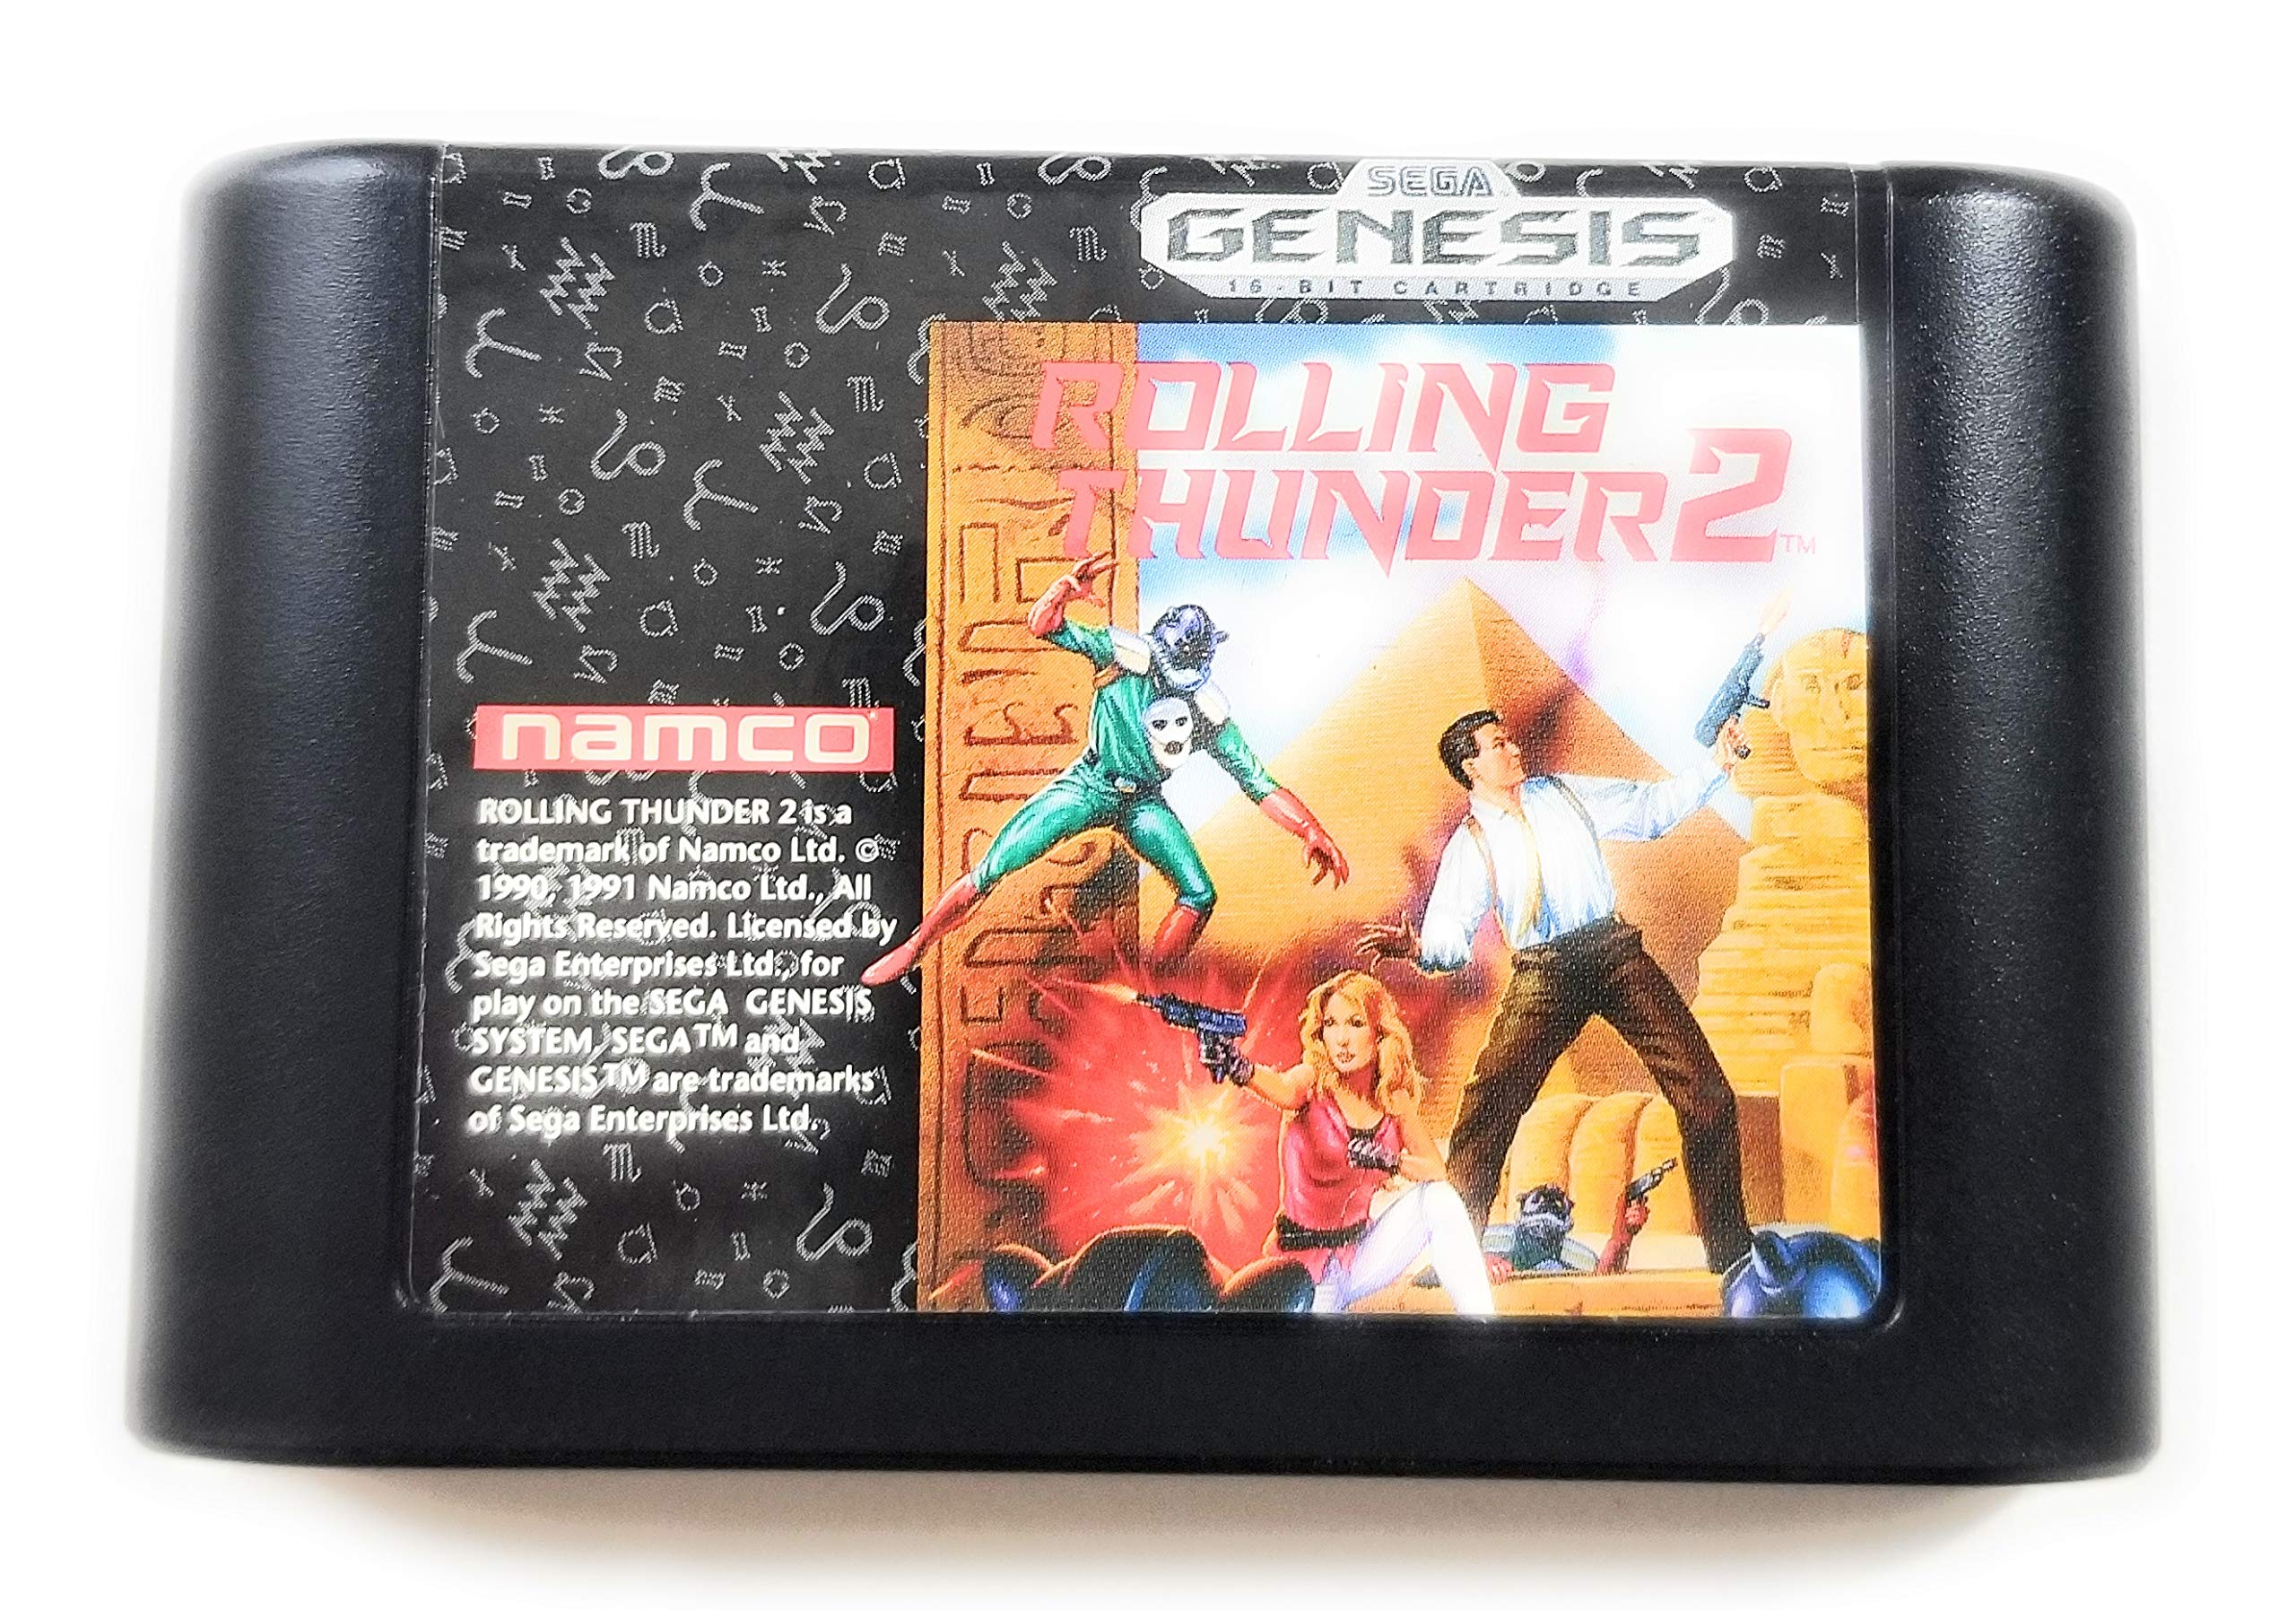 SEGA
GENESIS
16-BIT CARTRIDGE
ROLLING
THUNDER 2™
namco
ROLLING THUNDER 2 is a
trademark of Namco Ltd. ©
1990, 1991 Namco Ltd., All
Rights Reserved. Licensed by
Sega Enterprises Ltd., for
play on the SEGA GENESIS
SYSTEM. SEGA™ and
GENESIS™ are trademarks
of Sega Enterprises Ltd.